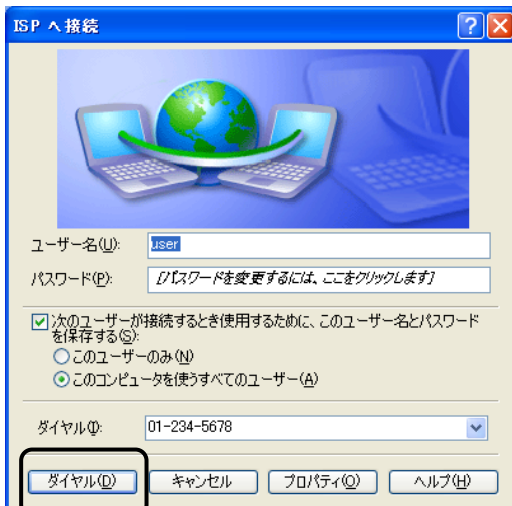 ISP へ接続
ユーザー名(U): user
パスワード(P): [パスワードを変更するには、ここをクリックします]
次のユーザーが接続するとき使用するために、このユーザー名とパスワード
を保存する(S):
このユーザーのみ(N)
このコンピュータを使うすべてのユーザー(A)
ダイヤル(I): 01-234-5678
ダイヤル(D) キャンセル プロパティ(O) ヘルプ(H)